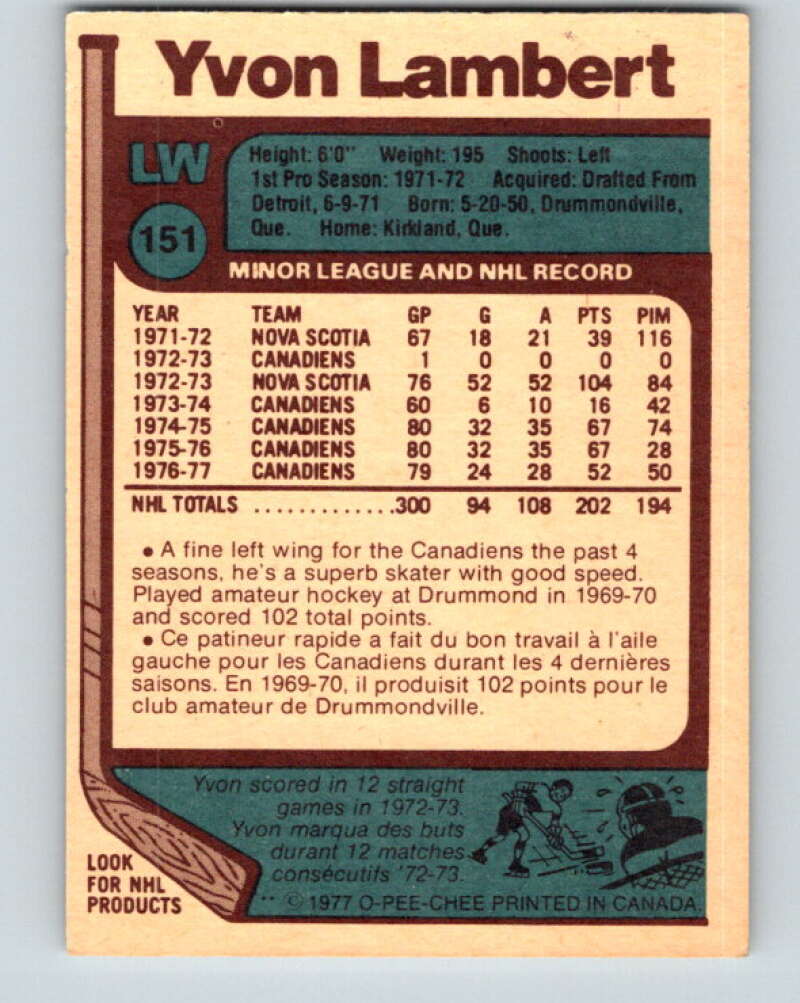 Yvon Lambert
LW
151
Height: 6'0" Weight: 195 Shoots: Left
1st Pro Season: 1971-72 Acquired: Drafted From
Detroit, 6-9-71 Born: 5-20-50, Drummondville,
Que. Home: Kirkland, Que.
MINOR LEAGUE AND NHL RECORD
YEAR TEAM GP G A PTS PIM
1971-72 NOVA SCOTIA 67 18 21 39 116
1972-73 CANADIENS 1 0 0 0 0
1972-73 NOVA SCOTIA 76 52 52 104 84
1973-74 CANADIENS 60 6 10 16 42
1974-75 CANADIENS 80 32 35 67 74
1975-76 CANADIENS 80 32 35 67 28
1976-77 CANADIENS 79 24 28 52 50
NHL TOTALS .............300 94 108 202 194
• A fine left wing for the Canadiens the past 4
seasons, he's a superb skater with good speed.
Played amateur hockey at Drummond in 1969-70
and scored 102 total points.
• Ce patineur rapide a fait du bon travail à l'aile
gauche pour les Canadiens durant les 4 dernières
saisons. En 1969-70, il produisit 102 points pour le
club amateur de Drummondville.
Yvon scored in 12 straight
games in 1972-73.
Yvon marqua des buts
durant 12 matches
consécutifs '72-73.
LOOK
FOR NHL
PRODUCTS
** © 1977 O-PEE-CHEE PRINTED IN CANADA.